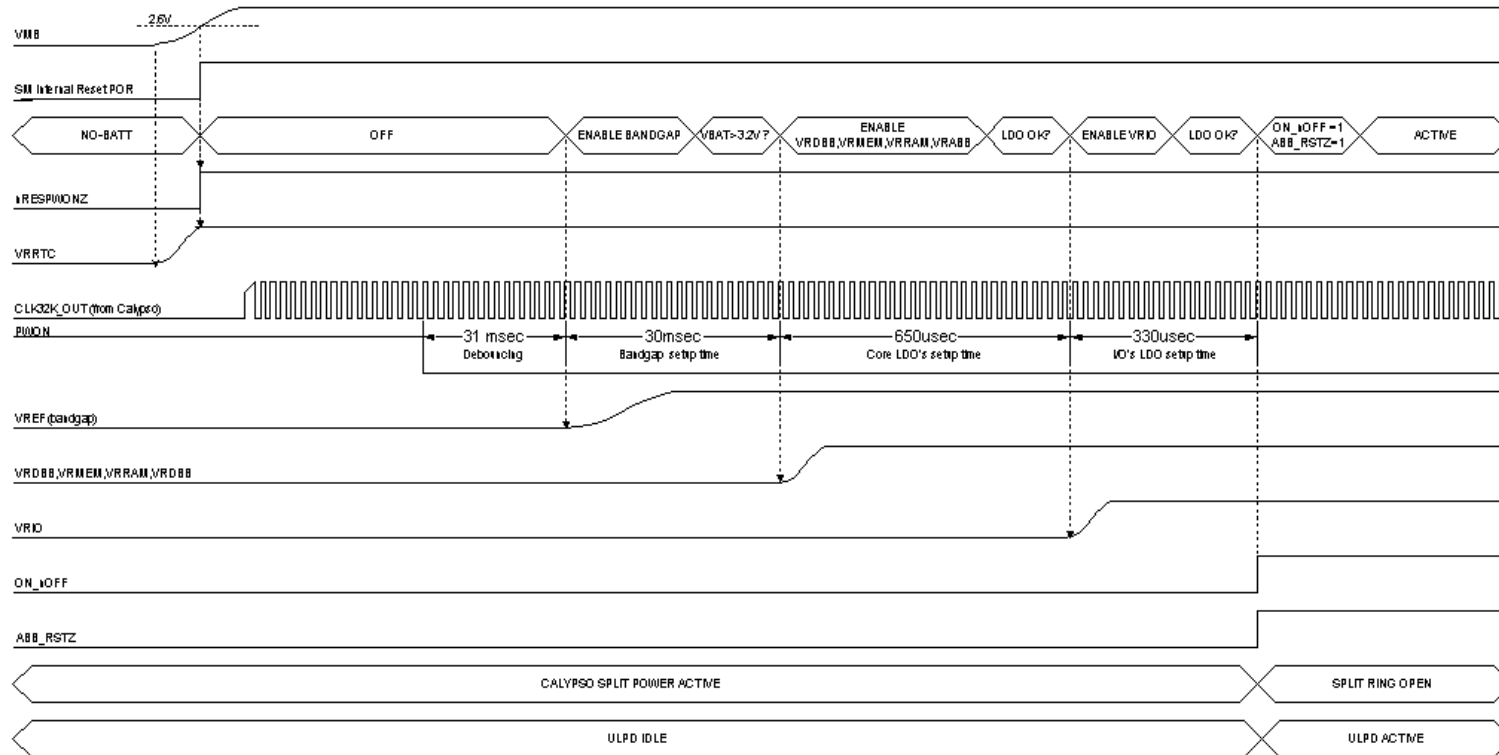 2.6V
VMB
SM Internal Reset POR
NO-BATT
OFF
ENABLE BANDGAP
VBAT>3.2V ?
ENABLE
VRDBB,VRMEM,VRRAM,VRABB
LDO OK?
ENABLE VRIO
LDO OK?
ON_nOFF =1
ABB_RSTZ=1
ACTIVE
nRESPWONZ
VRRTC
CLK32K_OUT(from Calypso)
PWON
31 msec
30msec
650usec
330usec
Debouncing
Bandgap setup time
Core LDO's setup time
I/O's LDO setup time
VREF(bandgap)
VRDBB,VRMEM,VRRAM,VRDBB
VRIO
ON_nOFF
ABB_RSTZ
CALYPSO SPLIT POWER ACTIVE
SPLIT RING OPEN
ULPD IDLE
ULPD ACTIVE